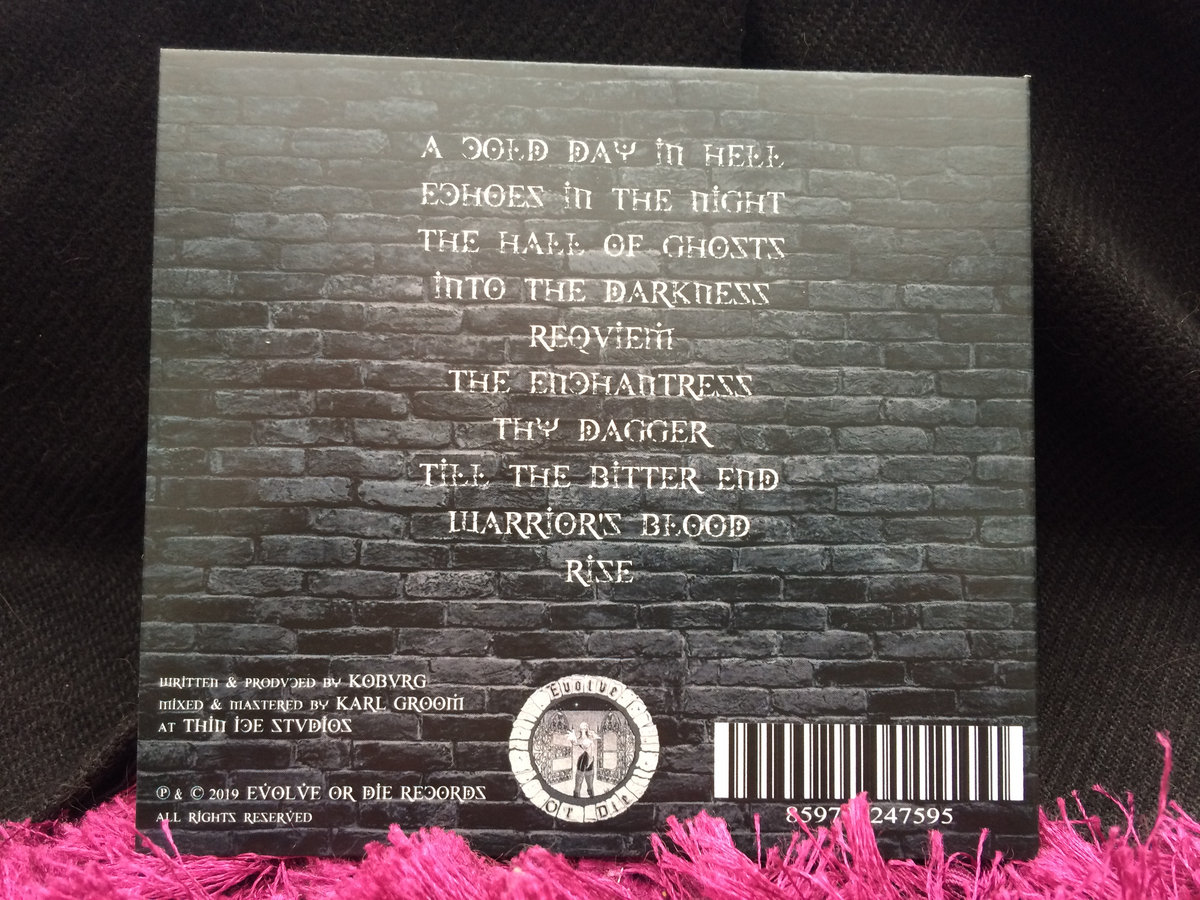 A COLD DAY IN HELL
ECHOES IN THE NIGHT
THE HALL OF GHOSTS
INTO THE DARKNESS
REQVIEM
THE ENCHANTRESS
THY DAGGER
TILL THE BITTER END
WARRIOR'S BLOOD
RISE
WRITTEN & PRODVCED BY KOBVRG
MIXED & MASTERED BY KARL GROOM
AT THIN ICE STVDIOS
Ⓟ & © 2019 EVOLVE OR DIE RECORDS
ALL RIGHTS RESERVED
Evolve
Or Die
8597 247595